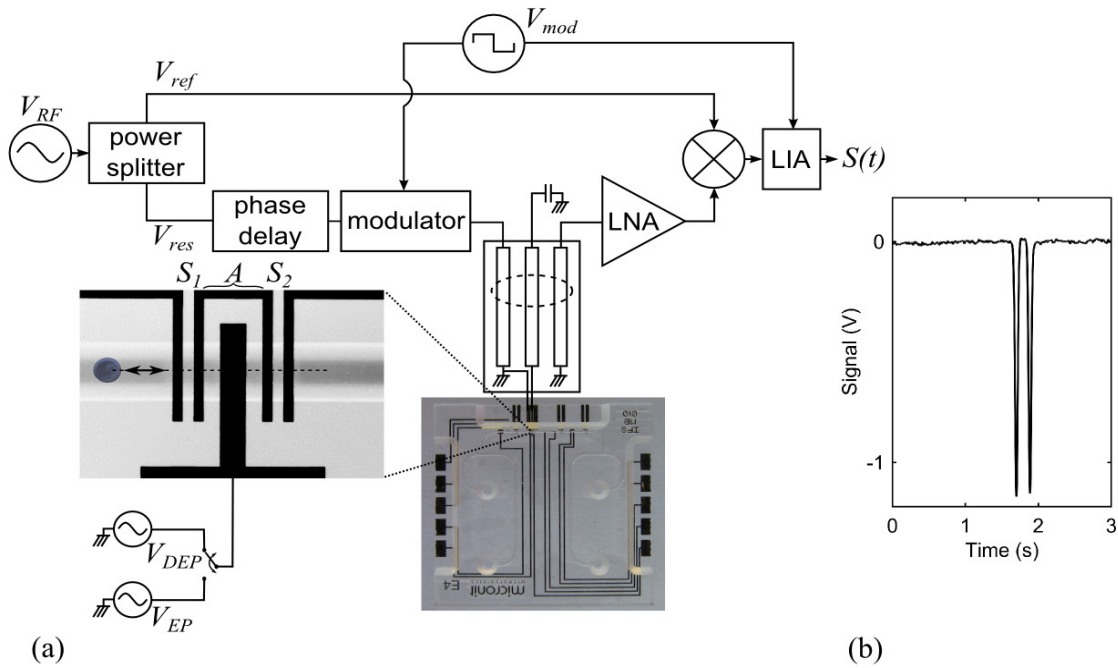 V_mod
V_ref
V_RF
power
splitter
LIA
S(t)
phase
delay
modulator
LNA
V_res
S_1 A S_2
0
Signal (V)
-1
0 1 2 3
Time (s)
V_DEP
V_EP
IFS
E4
micronit
(a)
(b)